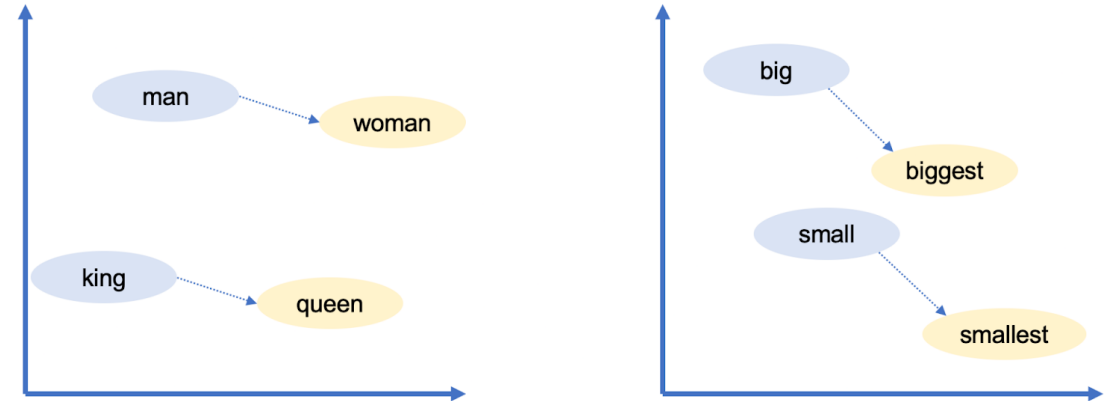 man
woman
king
queen
big
biggest
small
smallest